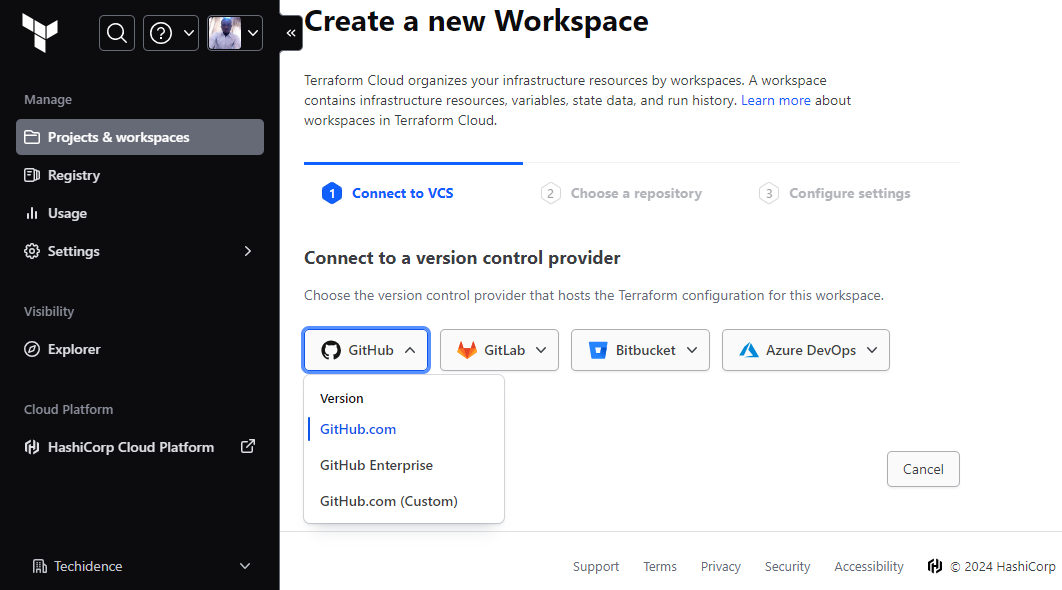 Manage
Projects & workspaces
Registry
Usage
Settings
Visibility
Explorer
Cloud Platform
HashiCorp Cloud Platform
Techidence
Create a new Workspace
Terraform Cloud organizes your infrastructure resources by workspaces. A workspace
contains infrastructure resources, variables, state data, and run history. Learn more about
workspaces in Terraform Cloud.
1 Connect to VCS
2 Choose a repository
3 Configure settings
Connect to a version control provider
Choose the version control provider that hosts the Terraform configuration for this workspace.
GitHub
GitLab
Bitbucket
Azure DevOps
Version
GitHub.com
GitHub Enterprise
GitHub.com (Custom)
Cancel
Support Terms Privacy Security Accessibility © 2024 HashiCorp